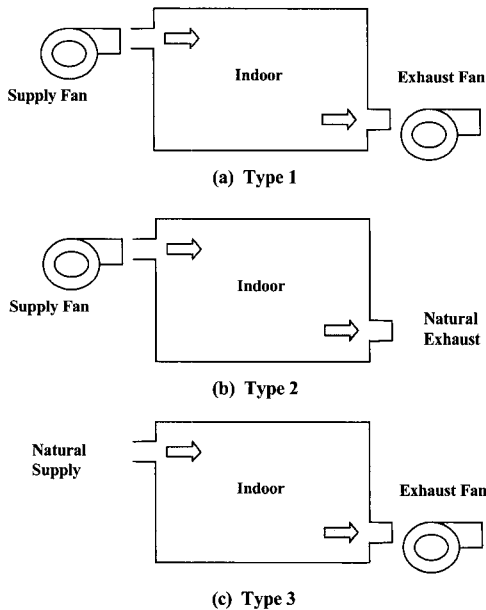 Indoor
Supply Fan
Exhaust Fan
(a) Type 1
Indoor
Supply Fan
Natural
Exhaust
(b) Type 2
Natural
Supply
Indoor
Exhaust Fan
(c) Type 3